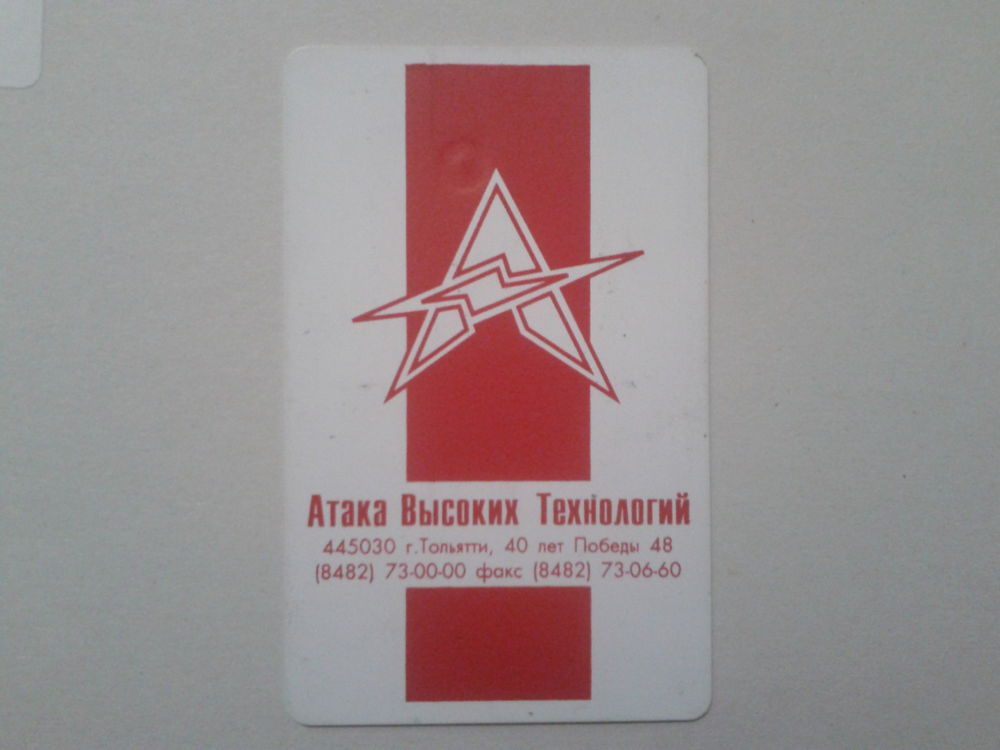 Атака Высоких Технологий
445030 г.Тольятти, 40 лет Победы 48
(8482) 73-00-00 факс (8482) 73-06-60